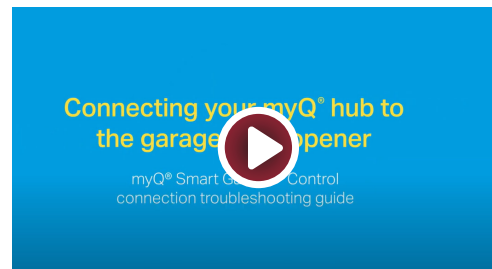 Connecting your myQ® hub to
the garage opener
myQ® Smart Control
connection troubleshooting guide